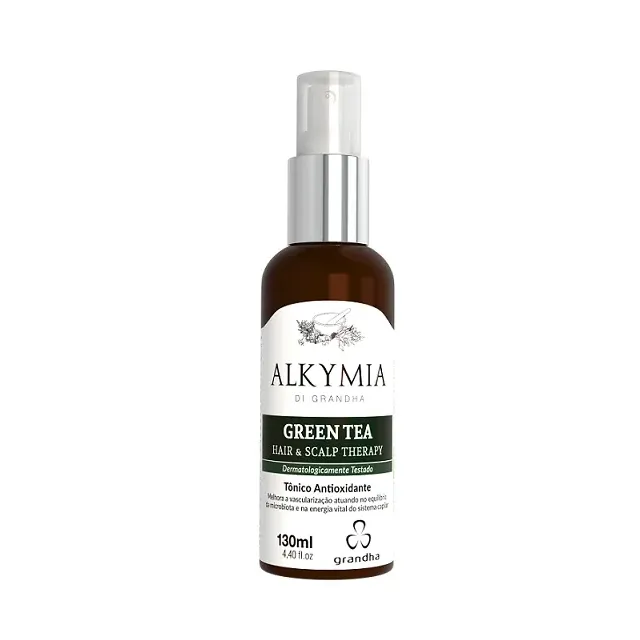 ALKYMIA
DI GRANDHA
GREEN TEA
HAIR & SCALP THERAPY
Dermatologicamente Testado
Tônico Antioxidante
Melhora a vascularização atuando no equilíbrio
da microbiota e na energia vital do sistema capilar
130ml
4,40 fl.oz
grandha